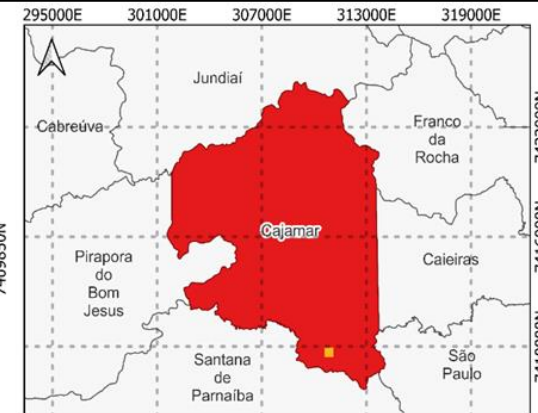 295000E 301000E 307000E 313000E 319000E
Jundiaí
Cabreúva
Franco
da
Rocha
Cajamar
Pirapora
do
Bom
Jesus
Caieiras
Santana
de
Parnaíba
São
Paulo